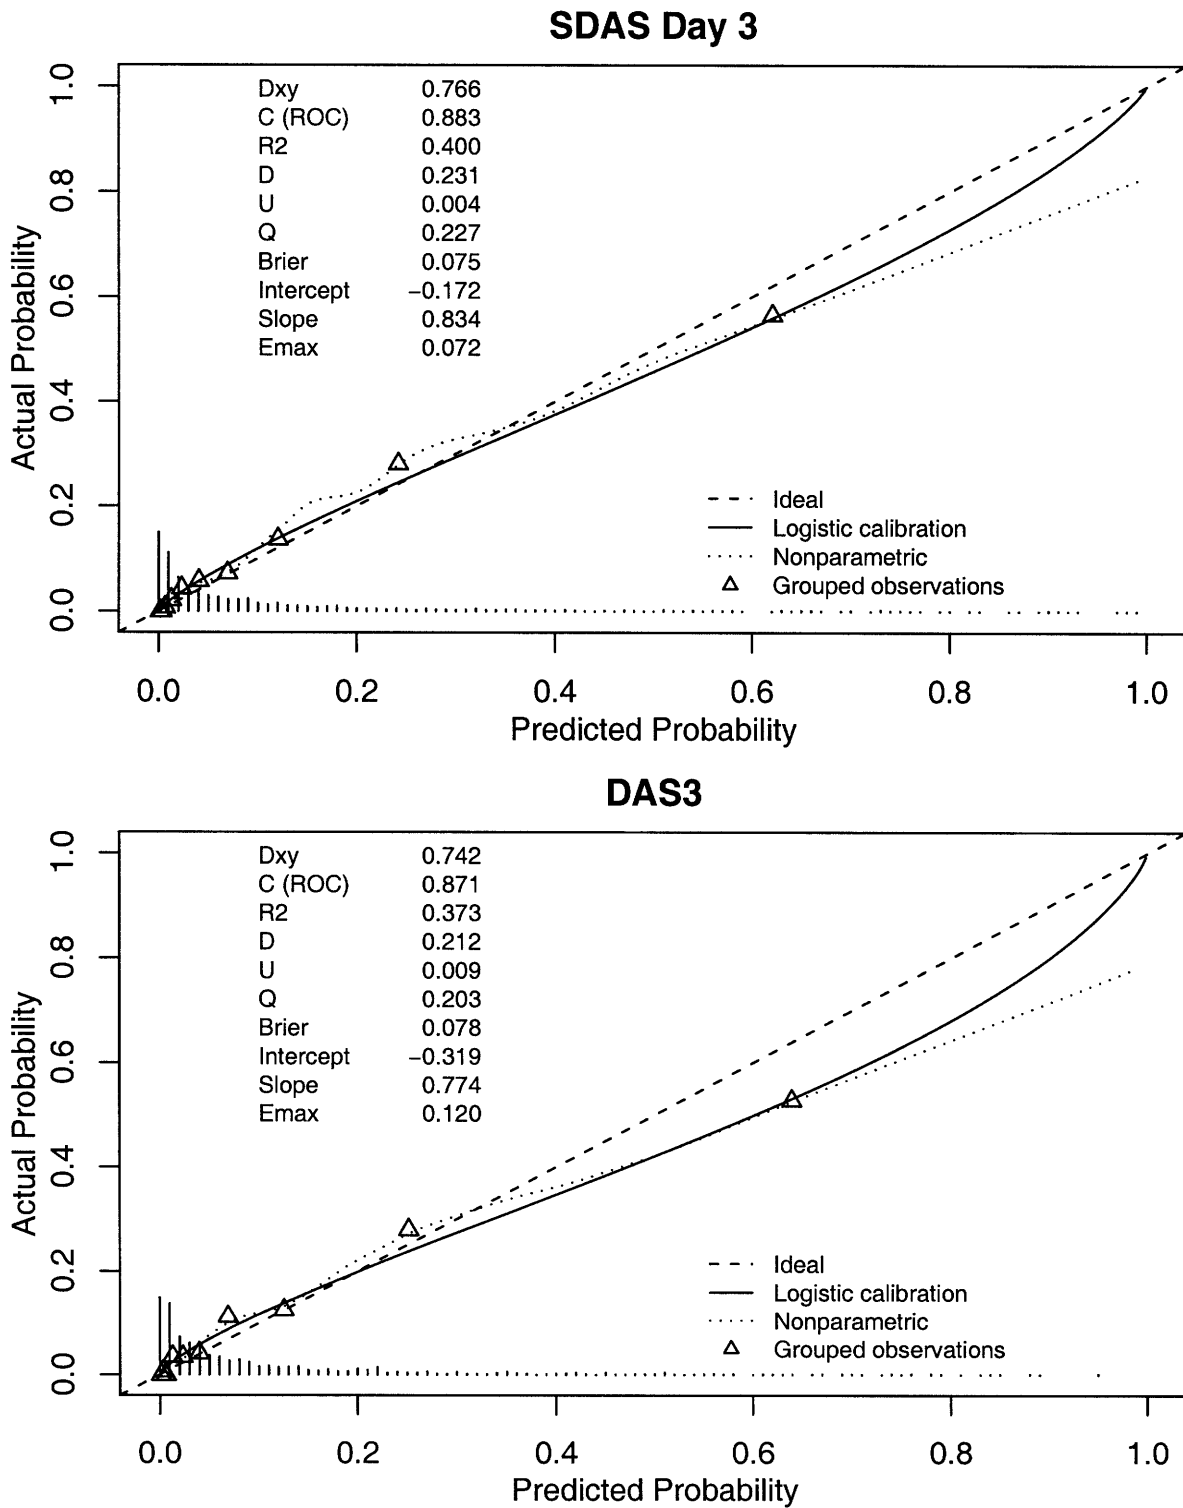 SDAS Day 3
Dxy 0.766
C (ROC) 0.883
R2 0.400
D 0.231
U 0.004
Q 0.227
Brier 0.075
Intercept −0.172
Slope 0.834
Emax 0.072
Actual Probability
1.0
0.8
0.6
0.4
0.2
0.0
Ideal
Logistic calibration
Nonparametric
Grouped observations
0.0 0.2 0.4 0.6 0.8 1.0
Predicted Probability
DAS3
Dxy 0.742
C (ROC) 0.871
R2 0.373
D 0.212
U 0.009
Q 0.203
Brier 0.078
Intercept −0.319
Slope 0.774
Emax 0.120
Actual Probability
1.0
0.8
0.6
0.4
0.2
0.0
Ideal
Logistic calibration
Nonparametric
Grouped observations
0.0 0.2 0.4 0.6 0.8 1.0
Predicted Probability